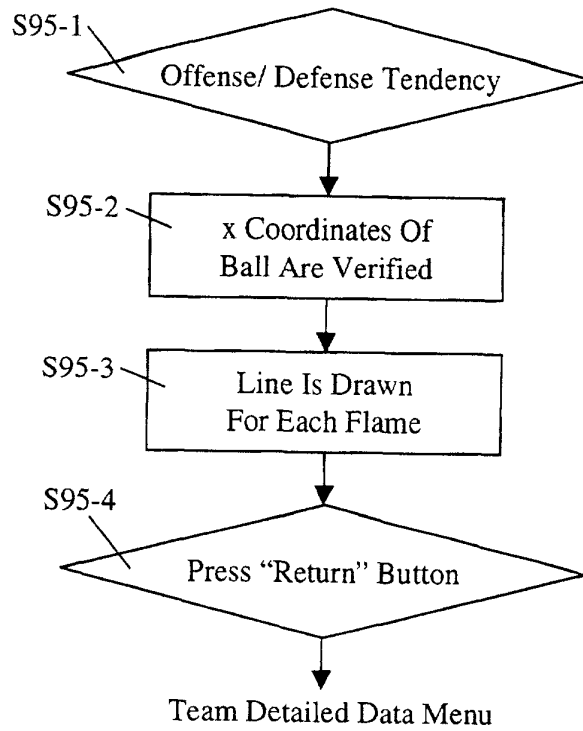 S95-1
Offense/ Defense Tendency
S95-2
x Coordinates Of
Ball Are Verified
S95-3
Line Is Drawn
For Each Flame
S95-4
Press “Return” Button
Team Detailed Data Menu